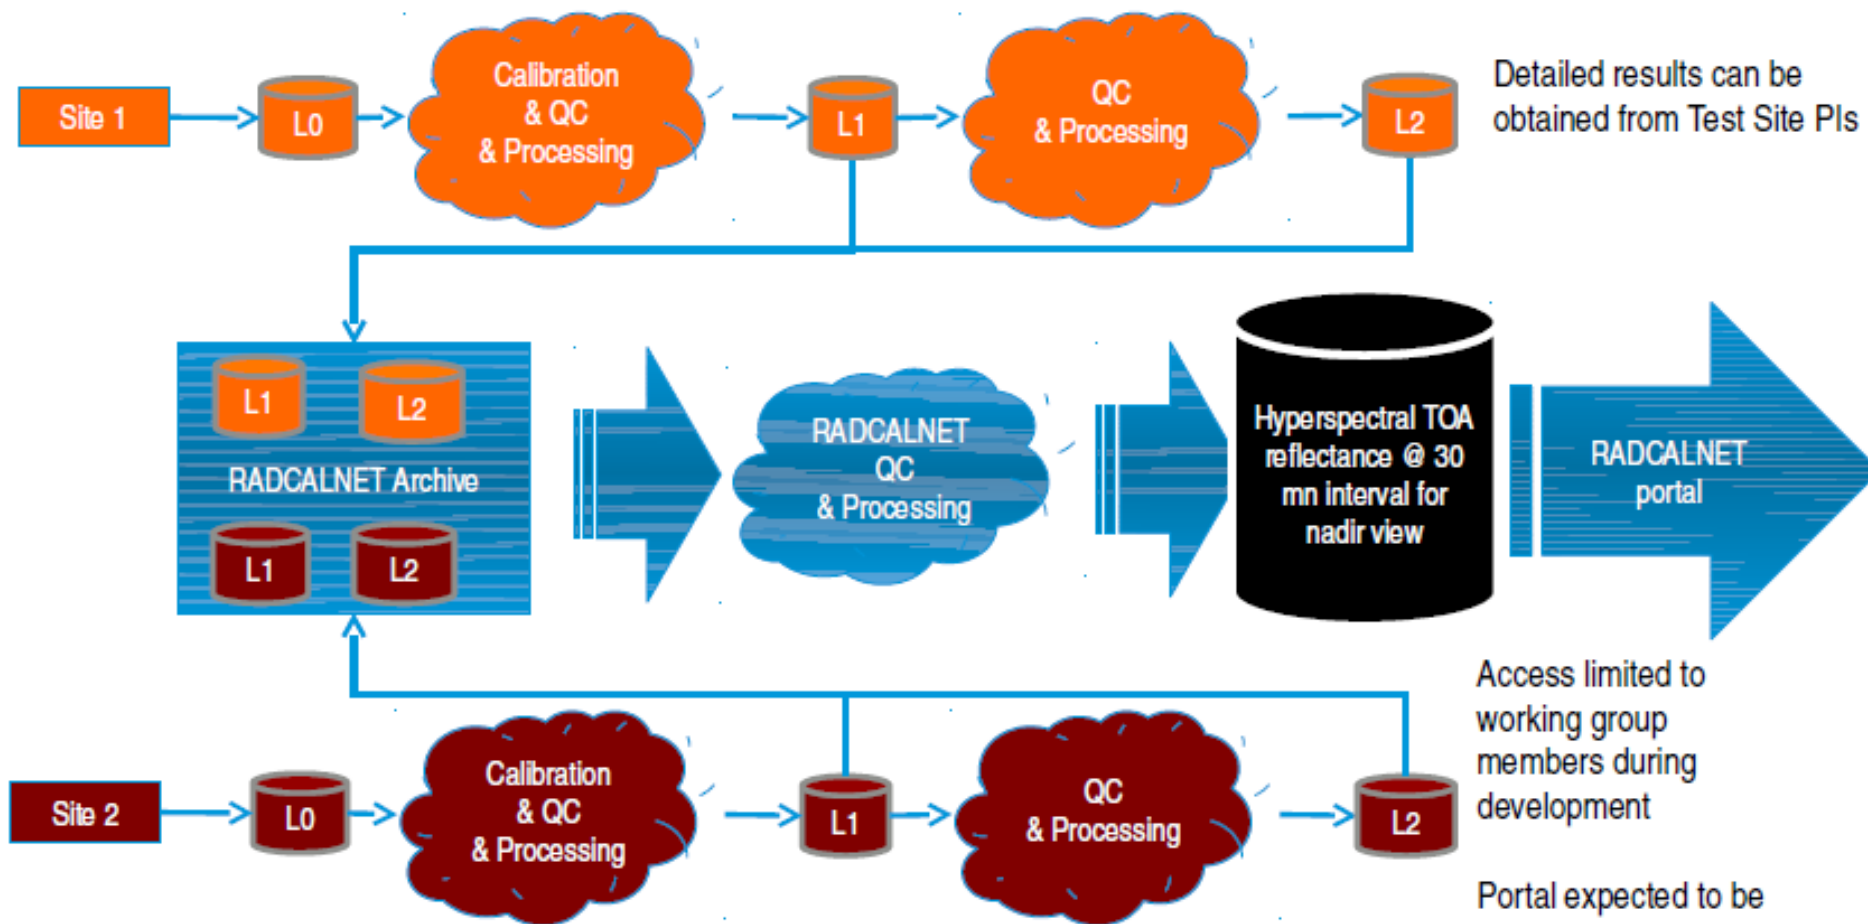 Site 1
L0
Calibration
& QC
& Processing
L1
QC
& Processing
L2
Detailed results can be
obtained from Test Site PIs
L1
L2
RADCALNET Archive
L1
L2
RADCALNET
QC
& Processing
Hyperspectral TOA
reflectance @ 30
mn interval for
nadir view
RADCALNET
portal
Site 2
L0
Calibration
& QC
& Processing
L1
QC
& Processing
L2
Access limited to
working group
members during
development
Portal expected to be